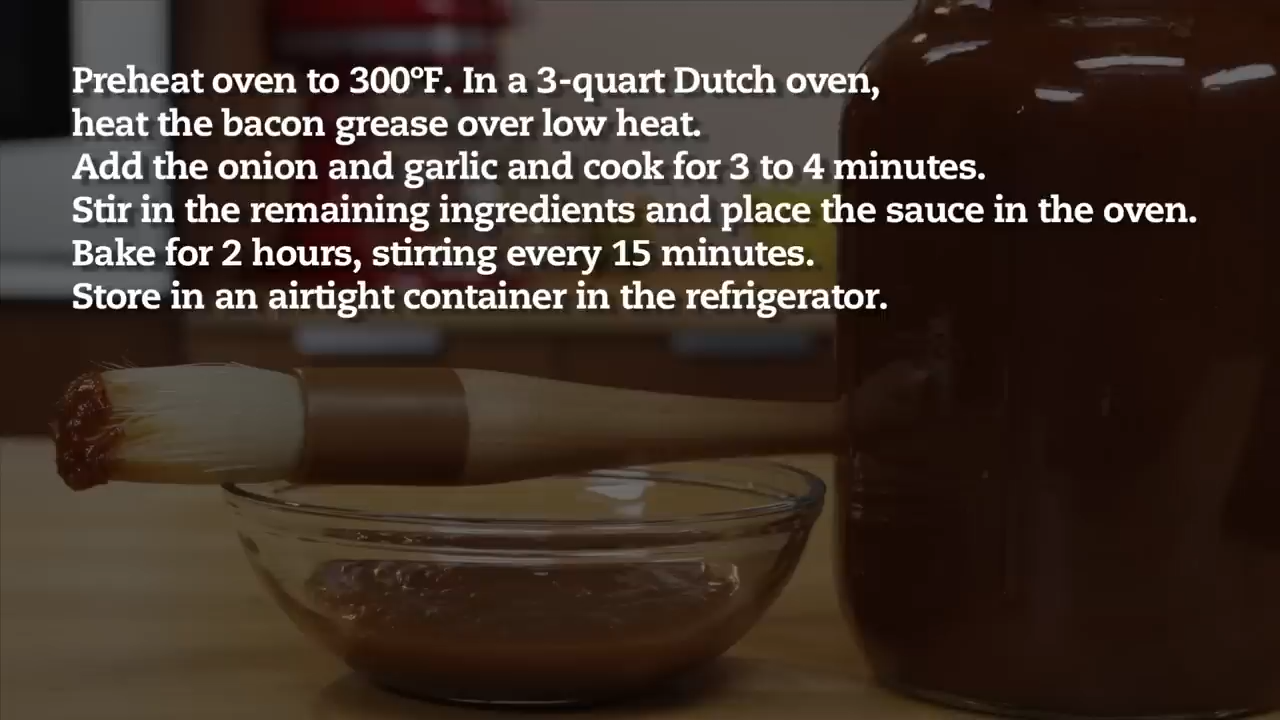 Preheat oven to 300ºF. In a 3-quart Dutch oven,
heat the bacon grease over low heat.
Add the onion and garlic and cook for 3 to 4 minutes.
Stir in the remaining ingredients and place the sauce in the oven.
Bake for 2 hours, stirring every 15 minutes.
Store in an airtight container in the refrigerator.